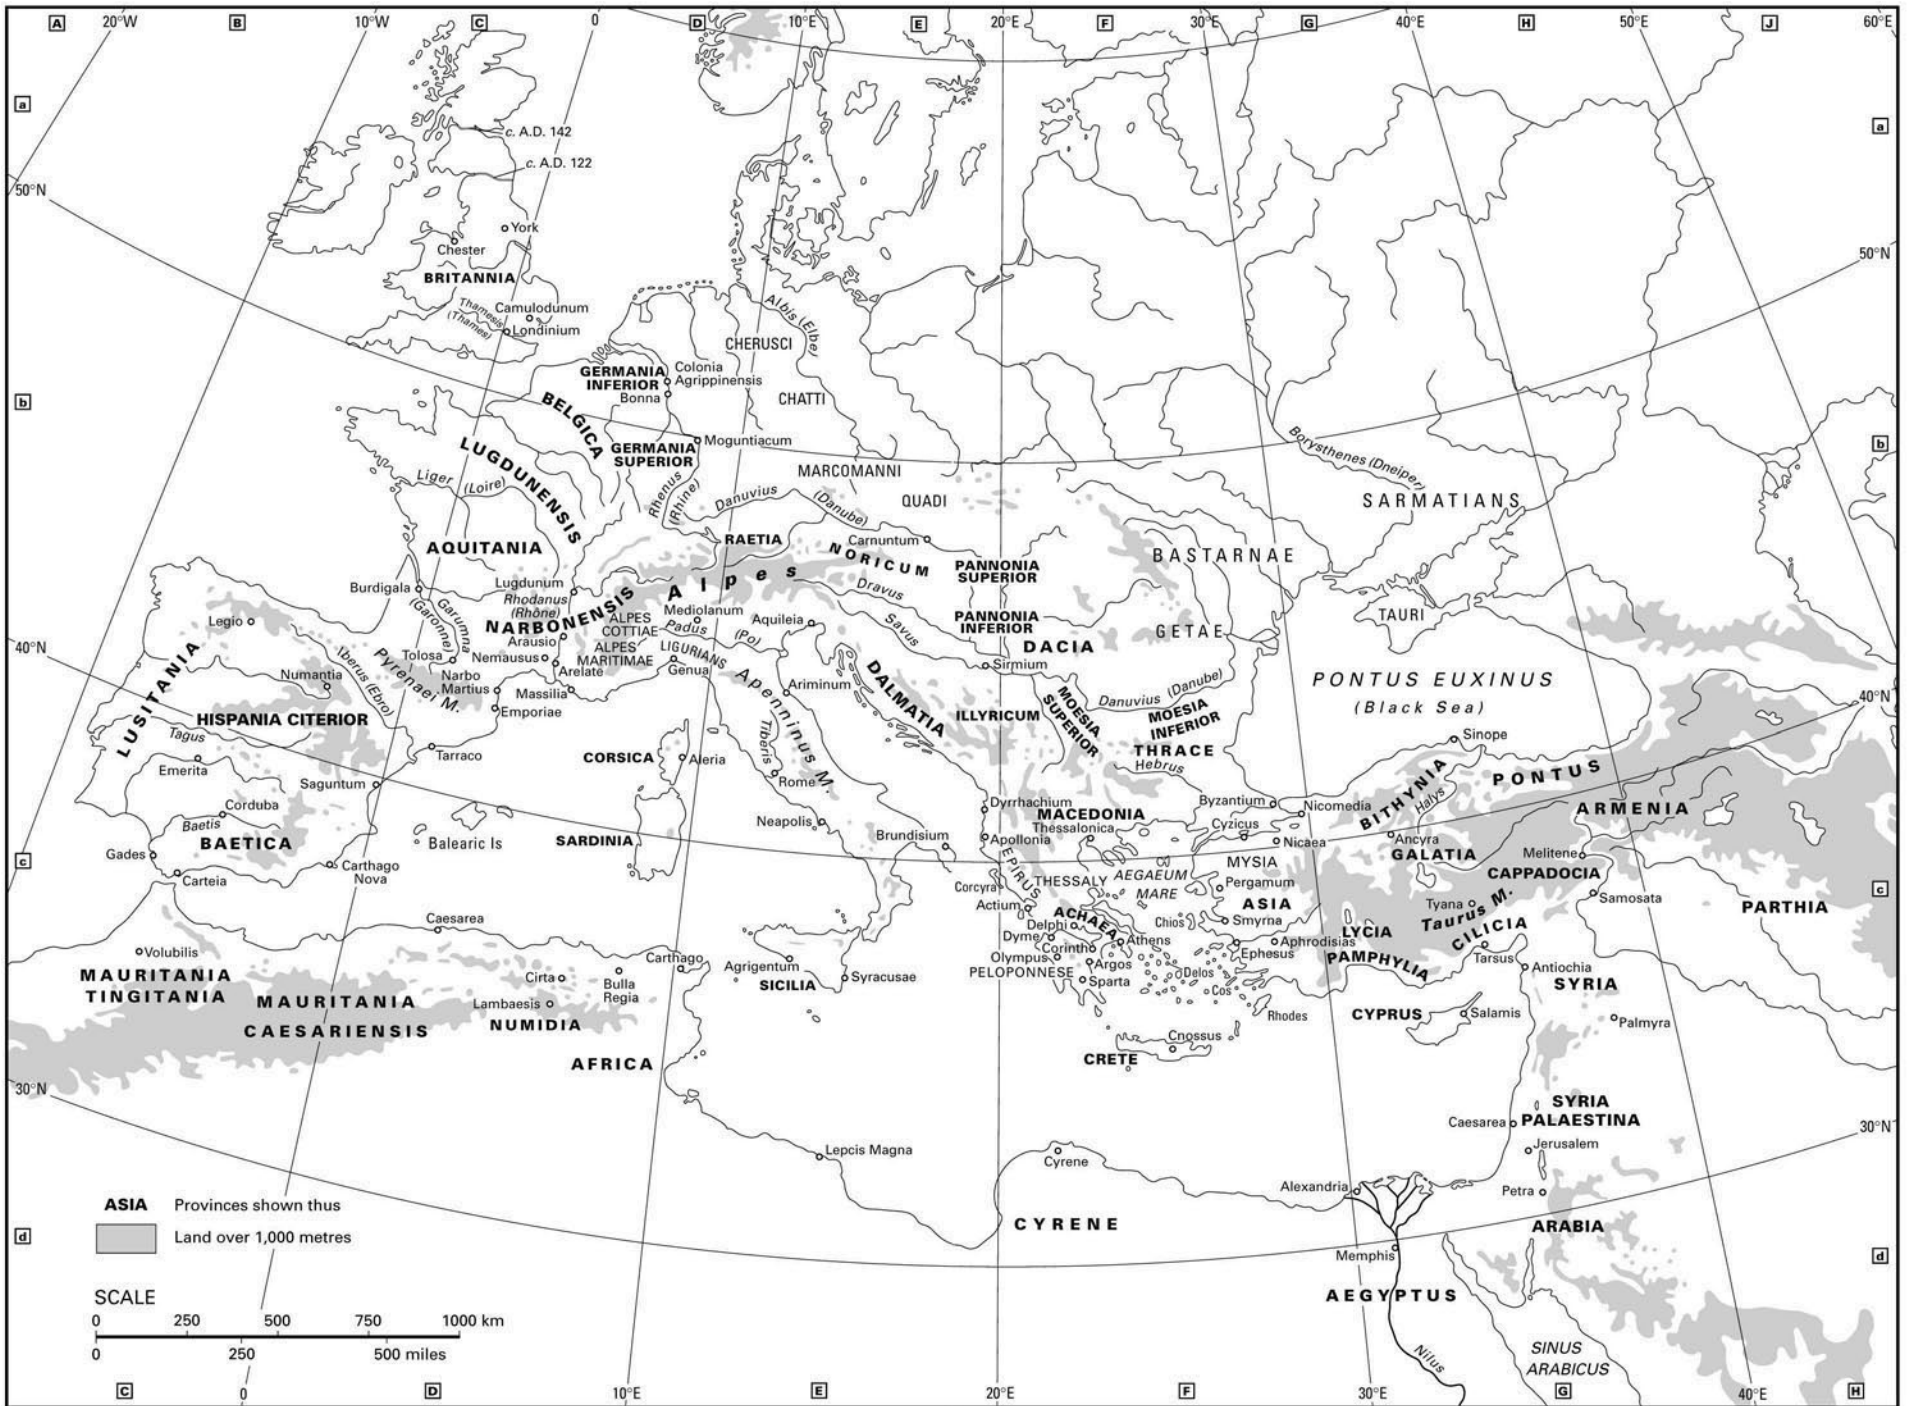 A
20°W
B
10°W
C
0
D
10°E
E
20°E
F
30°E
G
40°E
H
50°E
J
60°E
a
a
c. A.D. 142
c. A.D. 122
50°N
50°N
York
Chester
BRITANNIA
Camulodunum
Thamesis
(Thames)
Londinium
Albis (Elbe)
CHERUSCI
GERMANIA
INFERIOR
Colonia
Agrippinensis
Bonna
CHATTI
b
b
BELGICA
LUGDUNENSIS
GERMANIA
SUPERIOR
Moguntiacum
MARCOMANNI
QUADI
Borysthenes (Dneiper)
SARMATIANS
Liger (Loire)
Rhenus
(Rhine)
Danuvius
(Danube)
RAETIA
Carnuntum
NORICUM
AQUITANIA
BASTARNAE
PANNONIA
SUPERIOR
Burdigala
Lugdunum
Alpes
Dravus
Rhodanus
(Rhône)
Garumna
(Garonne)
NARBONENSIS
ALPES
COTTIAE
Mediolanum
Padus
(Po)
Aquileia
Savus
PANNONIA
INFERIOR
DACIA
GETAE
TAURI
Legio
40°N
40°N
Arausio
Tolosa
Nemausus
ALPES
MARITIMAE
LIGURIANS
Arelate
Genua
Sirmium
LUSITANIA
Numantia
Iberus (Ebro)
Pyrenaei M.
Narbo
Martius
Massilia
Emporiae
Apenninus M.
Ariminum
DALMATIA
Danuvius (Danube)
PONTUS EUXINUS
(Black Sea)
HISPANIA CITERIOR
ILLYRICUM
MOESIA
SUPERIOR
MOESIA
INFERIOR
Tagus
Tarraco
CORSICA
Aleria
Tiberis
THRACE
Hebrus
Sinope
Emerita
Saguntum
Rome
PONTUS
BITHYNIA
Halys
ARMENIA
Corduba
Baetis
BAETICA
Balearic Is
SARDINIA
Neapolis
Brundisium
Dyrrhachium
MACEDONIA
Thessalonica
Apollonia
Byzantium
Nicomedia
Cyzicus
Nicaea
Ancyra
GALATIA
Melitene
c
c
Gades
Carthago
Nova
Carteia
EPIRUS
Corcyra
THESSALY
AEGAEUM
MARE
MYSIA
Pergamum
ASIA
CAPPADOCIA
Samosata
Tyana
Taurus M.
PARTHIA
Actium
ACHAEA
Chios
Smyrna
Caesarea
Delphi
Dyme
Corinth
Athens
LYCIA
CILICIA
Volubilis
Olympus
Argos
Ephesus
Aphrodisias
PAMPHYLIA
Tarsus
MAURITANIA
TINGITANIA
Cirta
Carthago
Agrigentum
SICILIA
Syracusae
PELOPONNESE
Sparta
Delos
Cos
Antiochia
SYRIA
MAURITANIA
CAESARIENSIS
Lambaesis
Bulla
Regia
NUMIDIA
Rhodes
CYPRUS
Salamis
Palmyra
AFRICA
Cnossus
CRETE
30°N
30°N
SYRIA
PALAESTINA
Caesarea
Jerusalem
Lepcis Magna
Cyrene
Alexandria
Petra
ASIA Provinces shown thus
Land over 1,000 metres
CYRENE
ARABIA
d
d
Memphis
AEGYPTUS
SCALE
0 250 500 750 1000 km
0 250 500 miles
Nilus
SINUS
ARABICUS
C
0
D
10°E
E
20°E
F
30°E
G
40°E
H